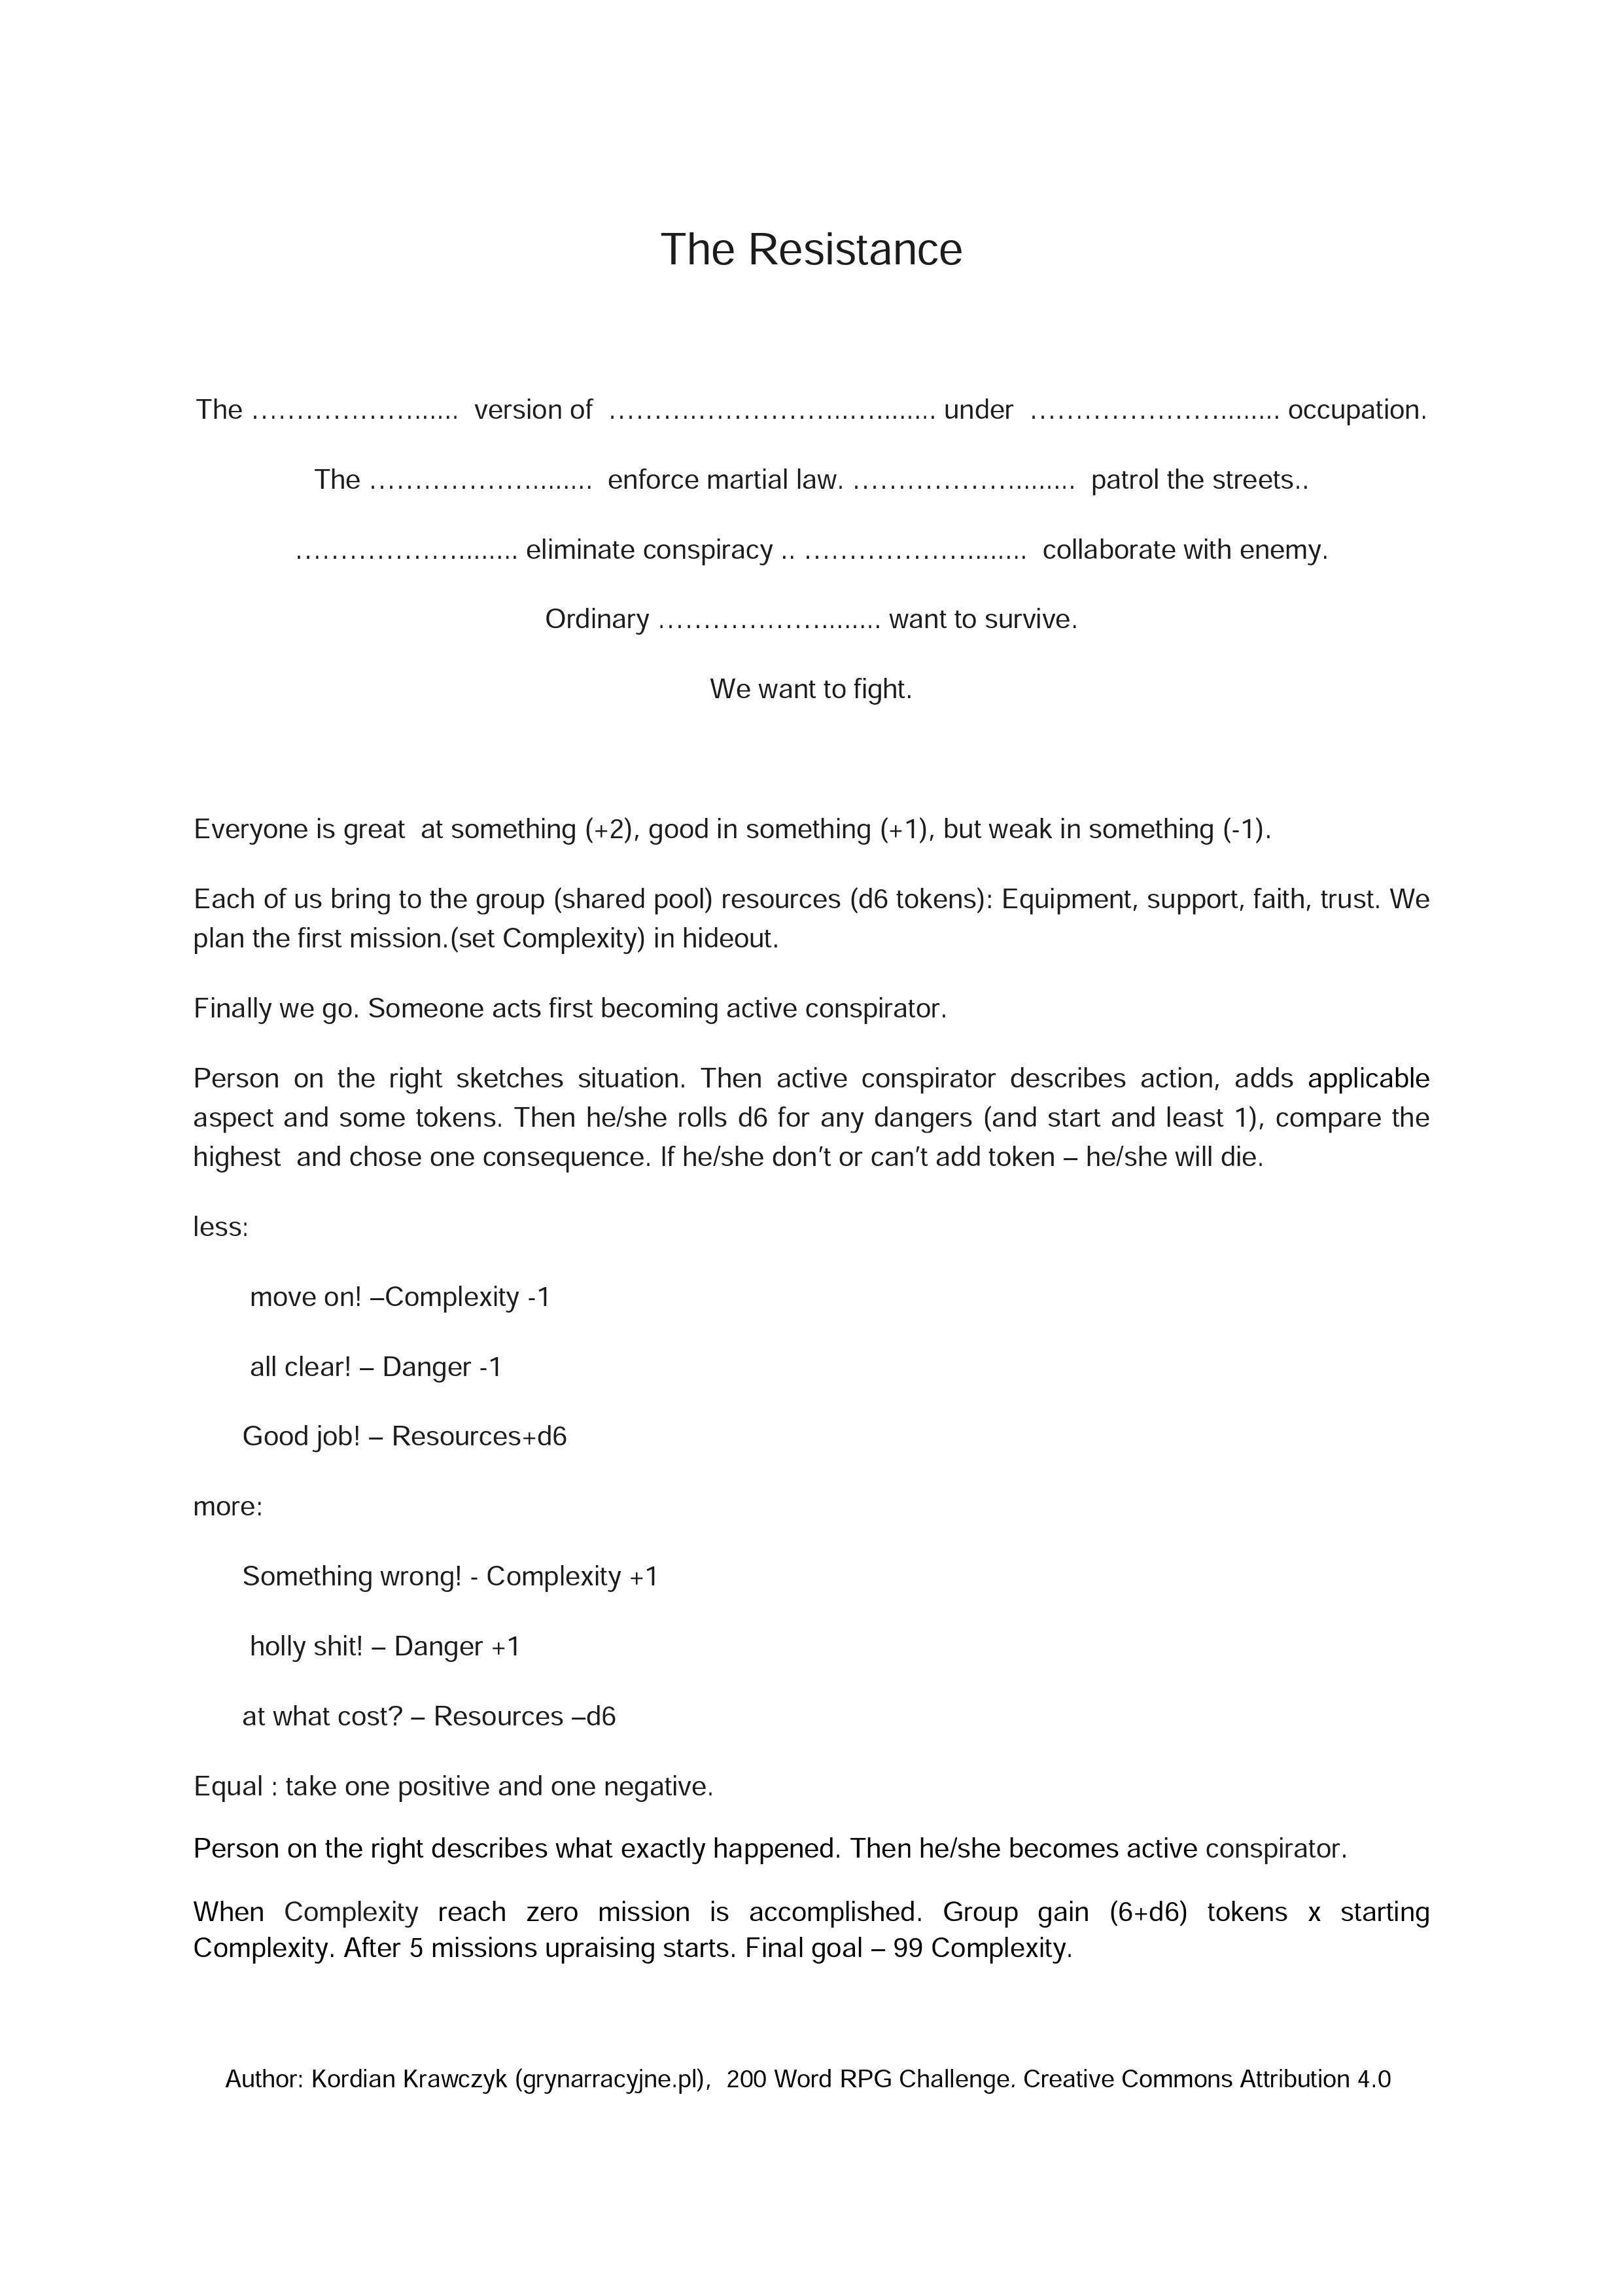 The Resistance
The ………………...... version of ……………………...…........ under …………………........ occupation.
The ………………......... enforce martial law. ………………........ patrol the streets..
………………........ eliminate conspiracy .. ………………....... collaborate with enemy.
Ordinary ………………........ want to survive.
We want to fight.
Everyone is great at something (+2), good in something (+1), but weak in something (-1).
Each of us bring to the group (shared pool) resources (d6 tokens): Equipment, support, faith, trust. We
plan the first mission.(set Complexity) in hideout.
Finally we go. Someone acts first becoming active conspirator.
Person on the right sketches situation. Then active conspirator describes action, adds applicable
aspect and some tokens. Then he/she rolls d6 for any dangers (and start and least 1), compare the
highest and chose one consequence. If he/she don't or can't add token – he/she will die.
less:
move on! –Complexity -1
all clear! – Danger -1
Good job! – Resources+d6
more:
Something wrong! - Complexity +1
holly shit! – Danger +1
at what cost? – Resources –d6
Equal : take one positive and one negative.
Person on the right describes what exactly happened. Then he/she becomes active conspirator.
When Complexity reach zero mission is accomplished. Group gain (6+d6) tokens x starting
Complexity. After 5 missions upraising starts. Final goal – 99 Complexity.
Author: Kordian Krawczyk (grynarracyjne.pl), 200 Word RPG Challenge. Creative Commons Attribution 4.0